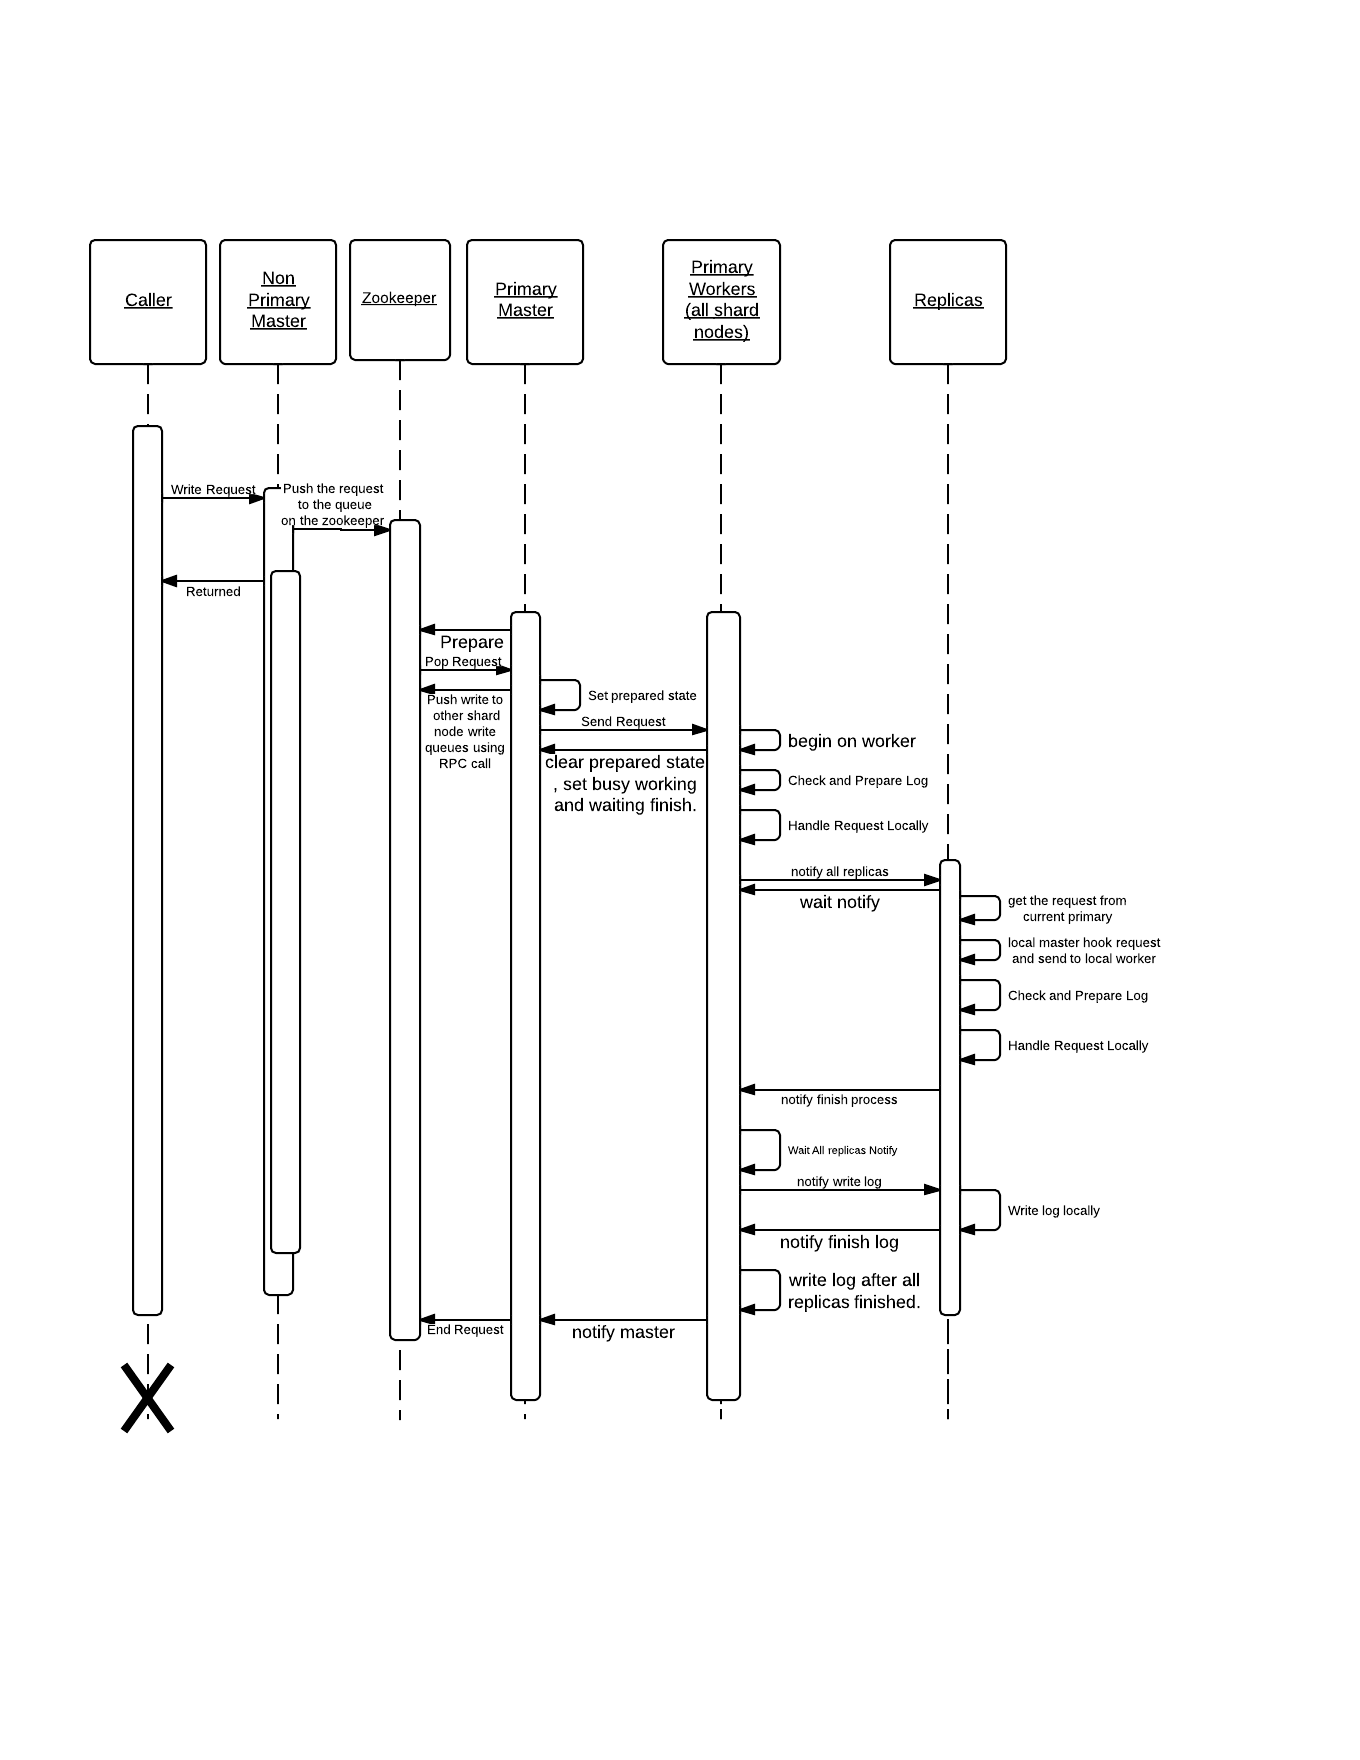 Caller
Non
Primary
Master
Zookeeper
Primary
Master
Primary
Workers
(all shard
nodes)
Replicas
Write Request
Push the request
to the queue
on the zookeeper
Returned
Prepare
Pop Request
Push write to
other shard
node write
queues using
RPC call
Set prepared state
Send Request
clear prepared state
, set busy working
and waiting finish.
begin on worker
Check and Prepare Log
Handle Request Locally
notify all replicas
wait notify
get the request from
current primary
local master hook request
and send to local worker
Check and Prepare Log
Handle Request Locally
notify finish process
Wait All replicas Notify
notify write log
Write log locally
notify finish log
write log after all
replicas finished.
End Request
notify master